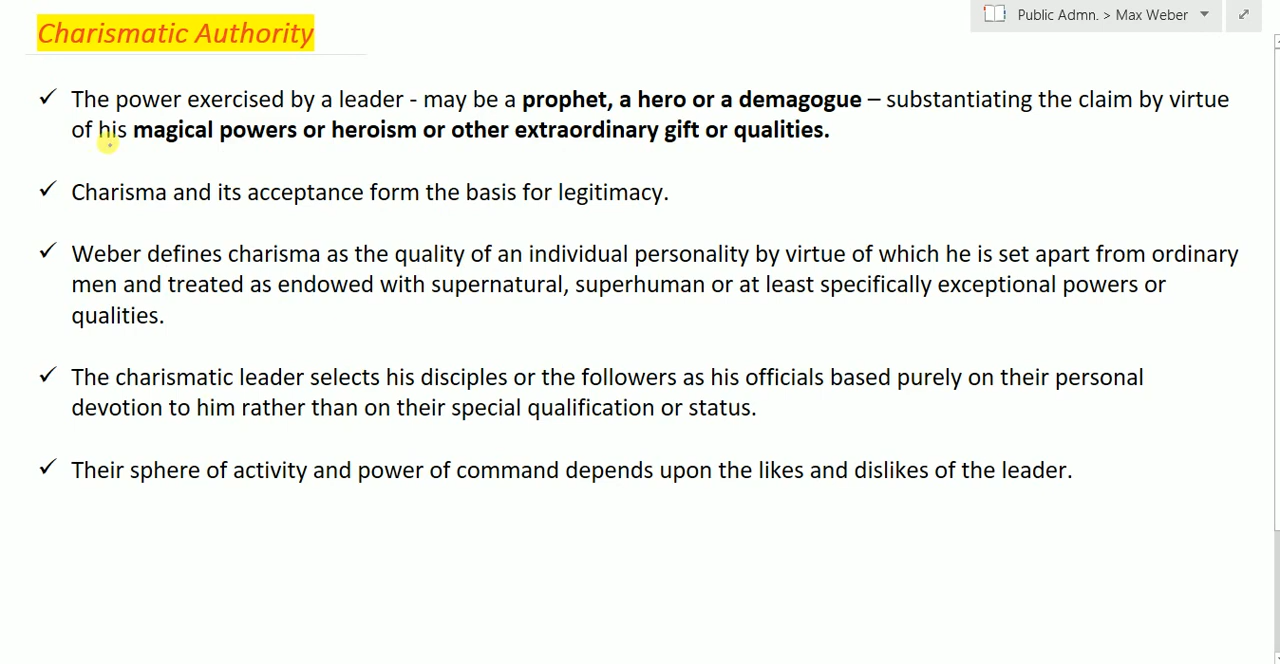 Public Admn. > Max Weber
Charismatic Authority
✓ The power exercised by a leader - may be a prophet, a hero or a demagogue – substantiating the claim by virtue
of his magical powers or heroism or other extraordinary gift or qualities.
✓ Charisma and its acceptance form the basis for legitimacy.
✓ Weber defines charisma as the quality of an individual personality by virtue of which he is set apart from ordinary
men and treated as endowed with supernatural, superhuman or at least specifically exceptional powers or
qualities.
✓ The charismatic leader selects his disciples or the followers as his officials based purely on their personal
devotion to him rather than on their special qualification or status.
✓ Their sphere of activity and power of command depends upon the likes and dislikes of the leader.